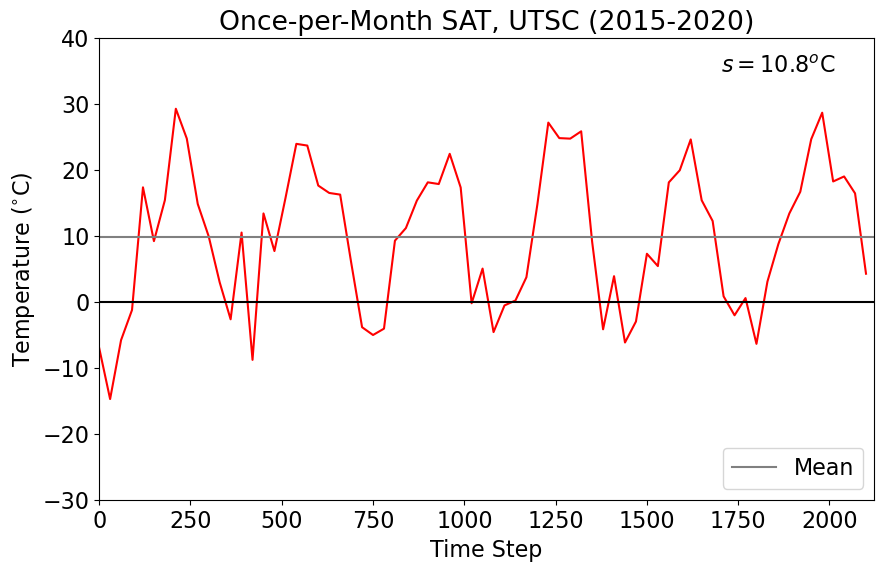 Once-per-Month SAT, UTSC (2015-2020)
s = 10.8°C
40
30
20
10
0
−10
−20
−30
Temperature (°C)
Mean
0 250 500 750 1000 1250 1500 1750 2000
Time Step